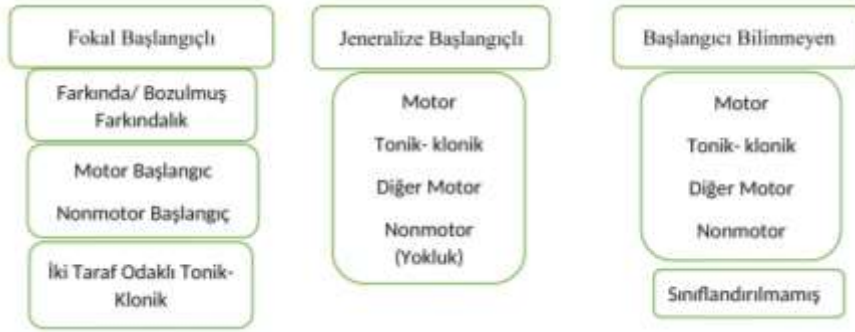 Fokal Başlangıçlı
Farkında/ Bozulmuş
Farkındalık
Motor Başlangıc
Nonmotor Başlangıç
İki Taraf Odaklı Tonik-
Klonik
Jeneralize Başlangıçlı
Motor
Tonik- klonik
Diğer Motor
Nonmotor
(Yokluk)
Başlangıcı Bilinmeyen
Motor
Tonik- klonik
Diğer Motor
Nonmotor
Sınıflandırılmamış